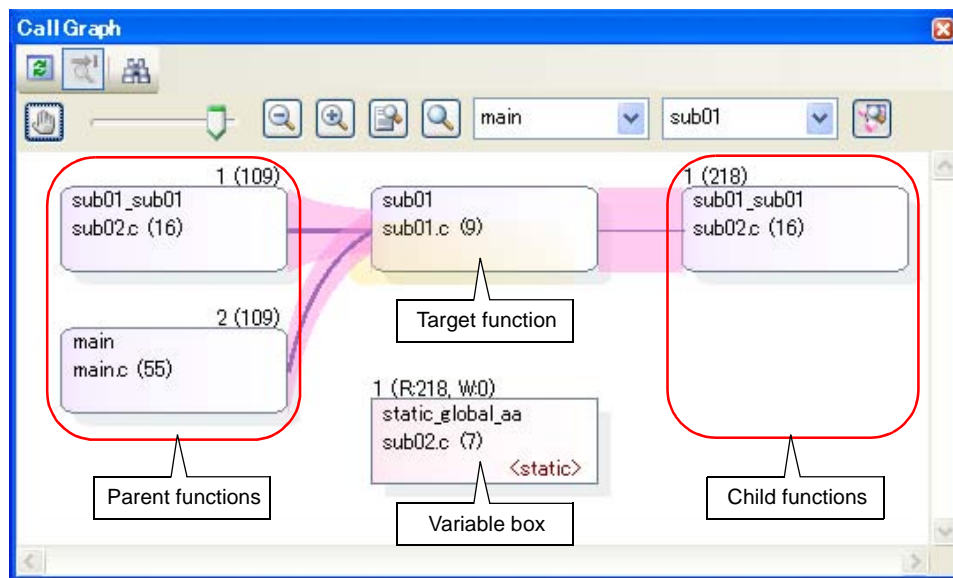 Call Graph
main
sub01
1 (109)
sub01_sub01
sub02.c (16)
sub01
sub01.c (9)
1 (218)
sub01_sub01
sub02.c (16)
Target function
2 (109)
main
main.c (55)
1 (R:218, W:0)
static_global_aa
sub02.c (7)
<static>
Parent functions
Variable box
Child functions